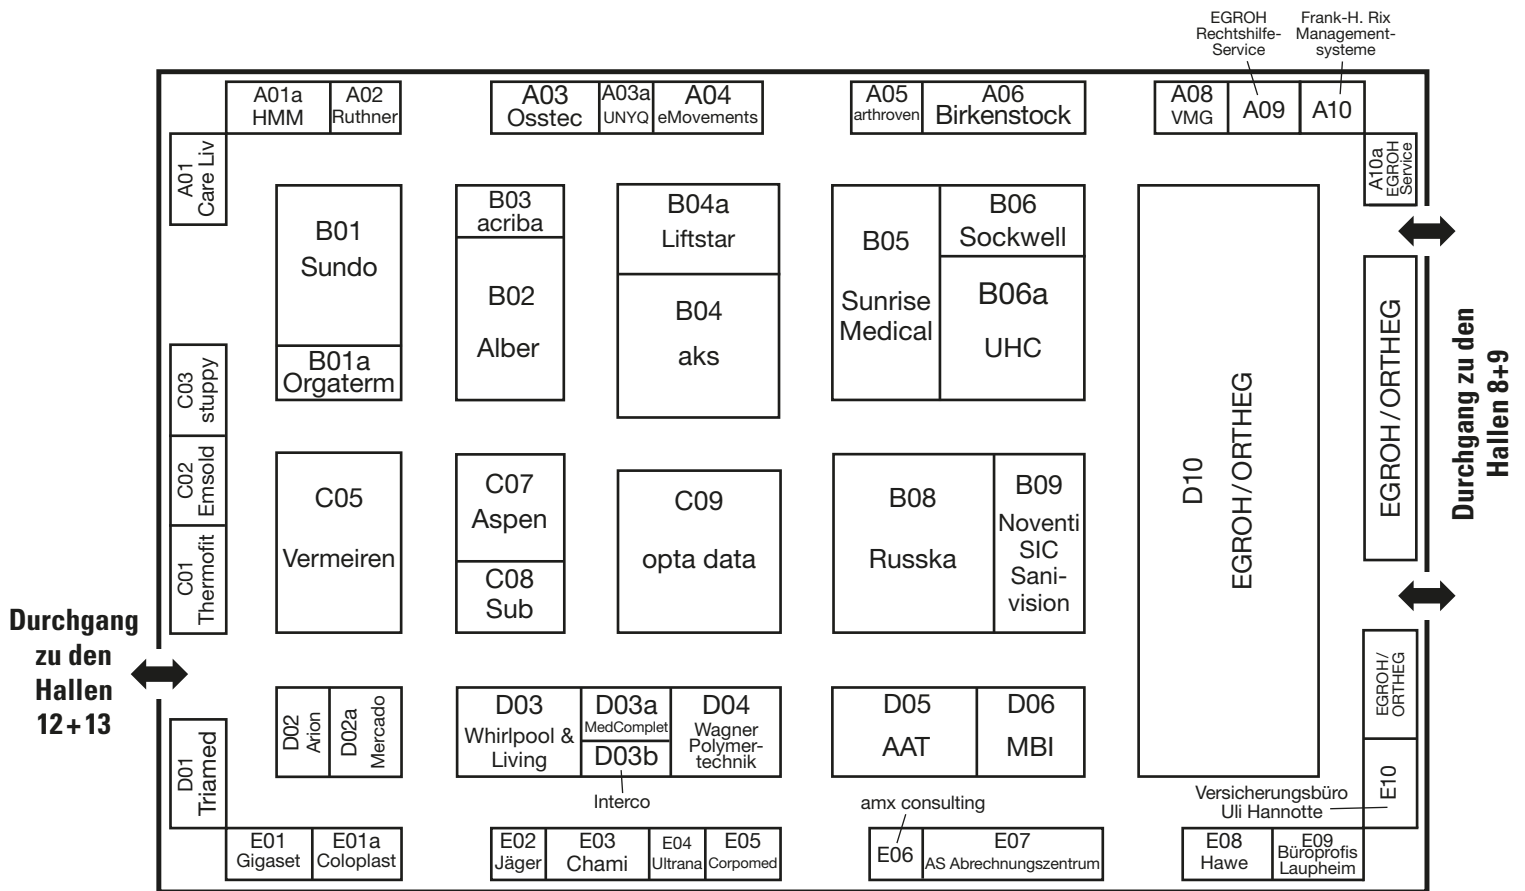 EGROH
Rechtshilfe-
Service
Frank-H. Rix
Management-
systeme
A01a
HMM
A02
Ruthner
A03
Osstec
A03a
UNYQ
A04
eMovements
A05
arthroven
A06
Birkenstock
A08
VMG
A09
A10
A01
Care Liv
A10a
EGROH
Service
B01
Sundo
B01a
Orgaterm
B03
acriba
B02
Alber
B04a
Liftstar
B04
aks
B05
Sunrise
Medical
B06
Sockwell
B06a
UHC
D10
EGROH/ORTHEG
EGROH/ORTHEG
Durchgang zu den
Hallen 8+9
C03
stuppy
C02
Emsold
C01
Thermofit
C05
Vermeiren
C07
Aspen
C08
Sub
C09
opta data
B08
Russka
B09
Noventi
SIC
Sani-
vision
Durchgang
zu den
Hallen
12+13
D01
Triamed
D02
Arion
D02a
Mercado
D03
Whirlpool &
Living
D03a
MedComplet
D03b
Interco
D04
Wagner
Polymer-
technik
D05
AAT
D06
MBI
EGROH/
ORTHEG
E10
Versicherungsbüro
Uli Hannotte
amx consulting
E01
Gigaset
E01a
Coloplast
E02
Jäger
E03
Chami
E04
Ultrana
E05
Corpomed
E06
E07
AS Abrechnungszentrum
E08
Hawe
E09
Büroprofis
Laupheim